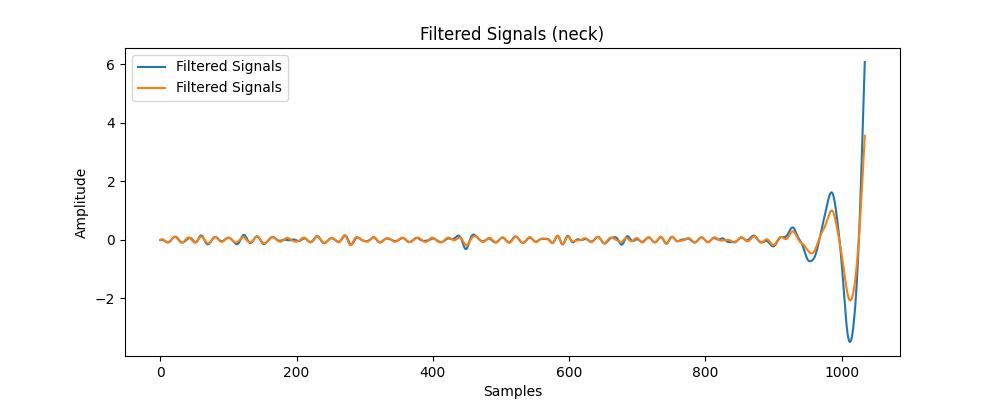 Filtered Signals (neck)
Filtered Signals
Filtered Signals
Amplitude
6
4
2
0
−2
0 200 400 600 800 1000
Samples